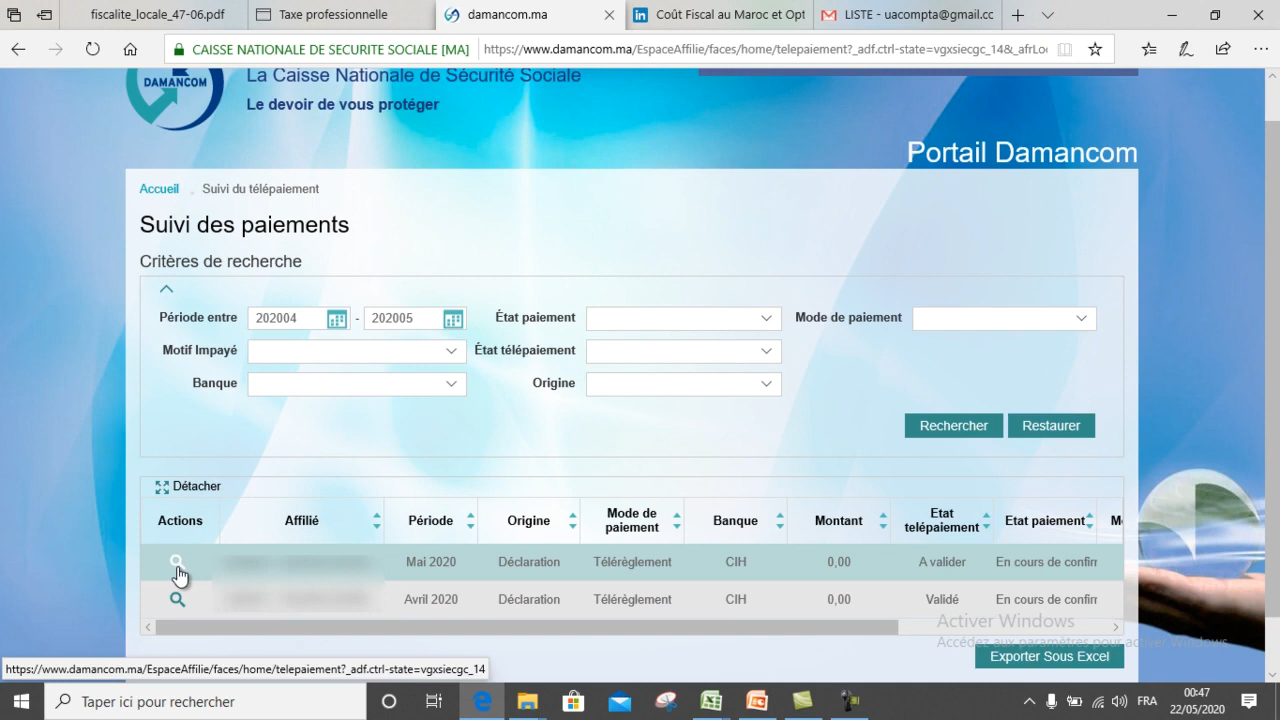 fiscalite_locale_47-06.pdf
Taxe professionnelle
damancom.ma
Coût Fiscal au Maroc et Opt
LISTE - uacompta@gmail.cc
CAISSE NATIONALE DE SECURITE SOCIALE [MA]
https://www.damancom.ma/EspaceAffilie/faces/home/telepaiement?_adf.ctrl-state=vgxsiecgc_14&_afrLoc
DAMANCOM
La Caisse Nationale de Sécurité Sociale
Le devoir de vous protéger
Portail Damancom
Accueil Suivi du télépaiement
Suivi des paiements
Critères de recherche
Période entre 202004 - 202005 État paiement Mode de paiement
Motif Impayé État télépaiement
Banque Origine
Rechercher Restaurer
Détacher
Actions Affilié Période Origine Mode de paiement Banque Montant Etat telépaiement Etat paiement M
Mai 2020 Déclaration Télérèglement CIH 0,00 A valider En cours de confirm
Avril 2020 Déclaration Télérèglement CIH 0,00 Validé En cours de confirm
Activer Windows
Accédez aux paramètres pour activer Windows.
Exporter Sous Excel
https://www.damancom.ma/EspaceAffilie/faces/home/telepaiement?_adf.ctrl-state=vgxsiecgc_14
Taper ici pour rechercher
FRA
00:47
22/05/2020